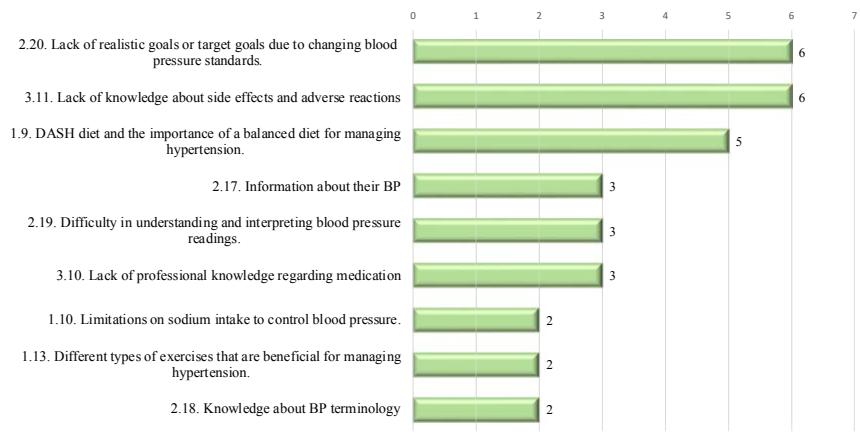 0 1 2 3 4 5 6 7
2.20. Lack of realistic goals or target goals due to changing blood
pressure standards.
6
3.11. Lack of knowledge about side effects and adverse reactions
6
1.9. DASH diet and the importance of a balanced diet for managing
hypertension.
5
2.17. Information about their BP
3
2.19. Difficulty in understanding and interpreting blood pressure
readings.
3
3.10. Lack of professional knowledge regarding medication
3
1.10. Limitations on sodium intake to control blood pressure.
2
1.13. Different types of exercises that are beneficial for managing
hypertension.
2
2.18. Knowledge about BP terminology
2